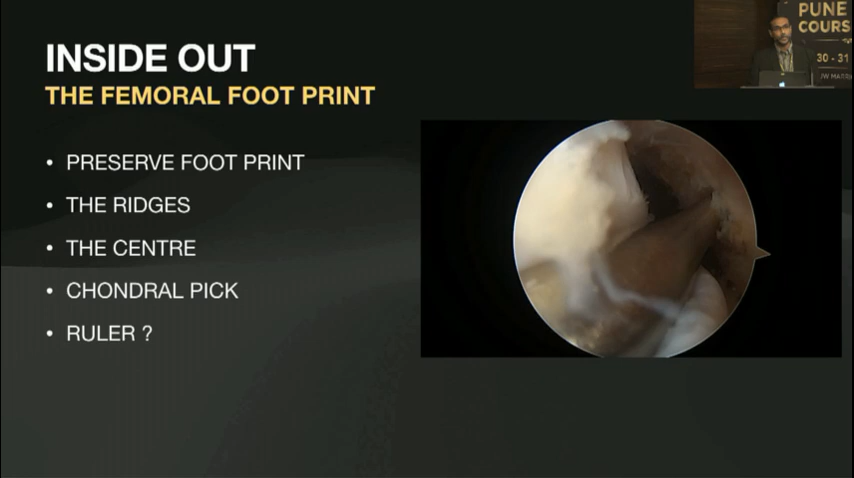 INSIDE OUT
THE FEMORAL FOOT PRINT
• PRESERVE FOOT PRINT
• THE RIDGES
• THE CENTRE
• CHONDRAL PICK
• RULER ?
PUNE
COURS
30 - 31